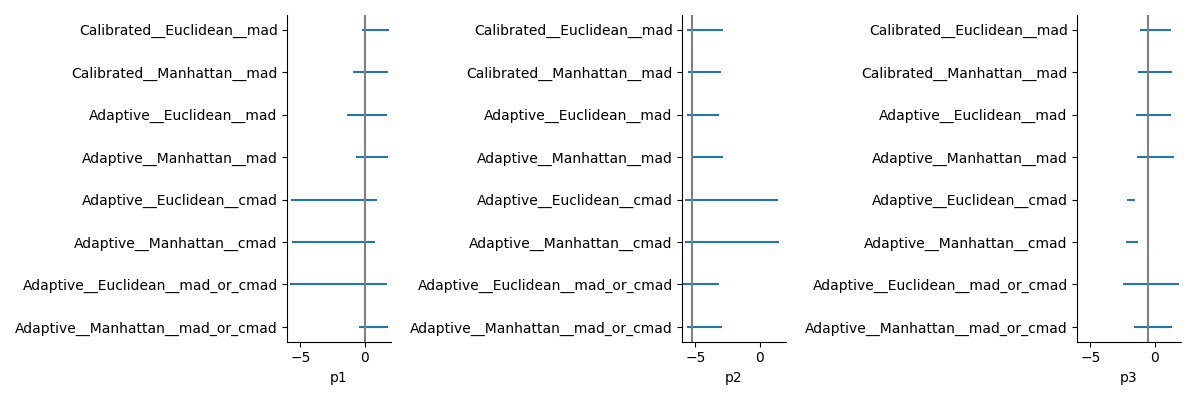 Calibrated__Euclidean__mad
Calibrated__Manhattan__mad
Adaptive__Euclidean__mad
Adaptive__Manhattan__mad
Adaptive__Euclidean__cmad
Adaptive__Manhattan__cmad
Adaptive__Euclidean__mad_or_cmad
Adaptive__Manhattan__mad_or_cmad
−5 0
p1
Calibrated__Euclidean__mad
Calibrated__Manhattan__mad
Adaptive__Euclidean__mad
Adaptive__Manhattan__mad
Adaptive__Euclidean__cmad
Adaptive__Manhattan__cmad
Adaptive__Euclidean__mad_or_cmad
Adaptive__Manhattan__mad_or_cmad
−5 0
p2
Calibrated__Euclidean__mad
Calibrated__Manhattan__mad
Adaptive__Euclidean__mad
Adaptive__Manhattan__mad
Adaptive__Euclidean__cmad
Adaptive__Manhattan__cmad
Adaptive__Euclidean__mad_or_cmad
Adaptive__Manhattan__mad_or_cmad
−5 0
p3